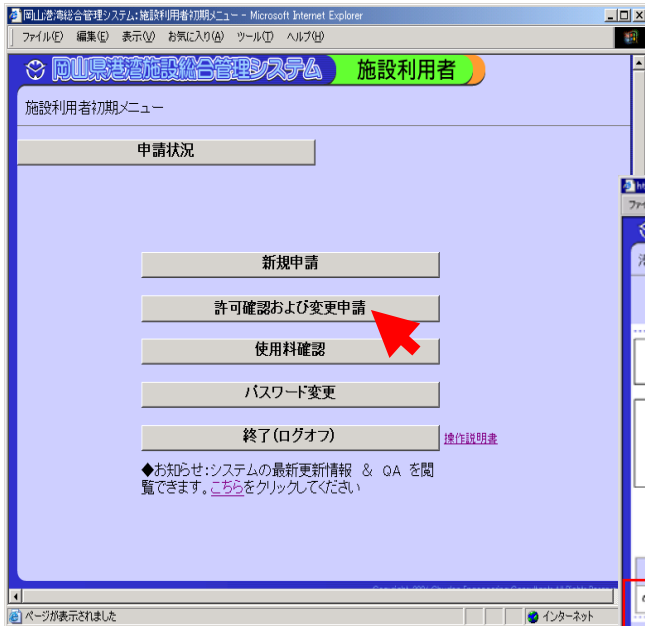 岡山港湾総合管理システム:施設利用者初期メニュー - Microsoft Internet Explorer
ファイル(F) 編集(E) 表示(V) お気に入り(A) ツール(T) ヘルプ(H)
岡山県港湾施設総合管理システム 施設利用者
施設利用者初期メニュー
申請状況
新規申請
許可確認および変更申請
使用料確認
パスワード変更
終了(ログオフ) 操作説明書
◆お知らせ:システムの最新更新情報 & QA を閲
覧できます。こちらをクリックしてください
ページが表示されました インターネット